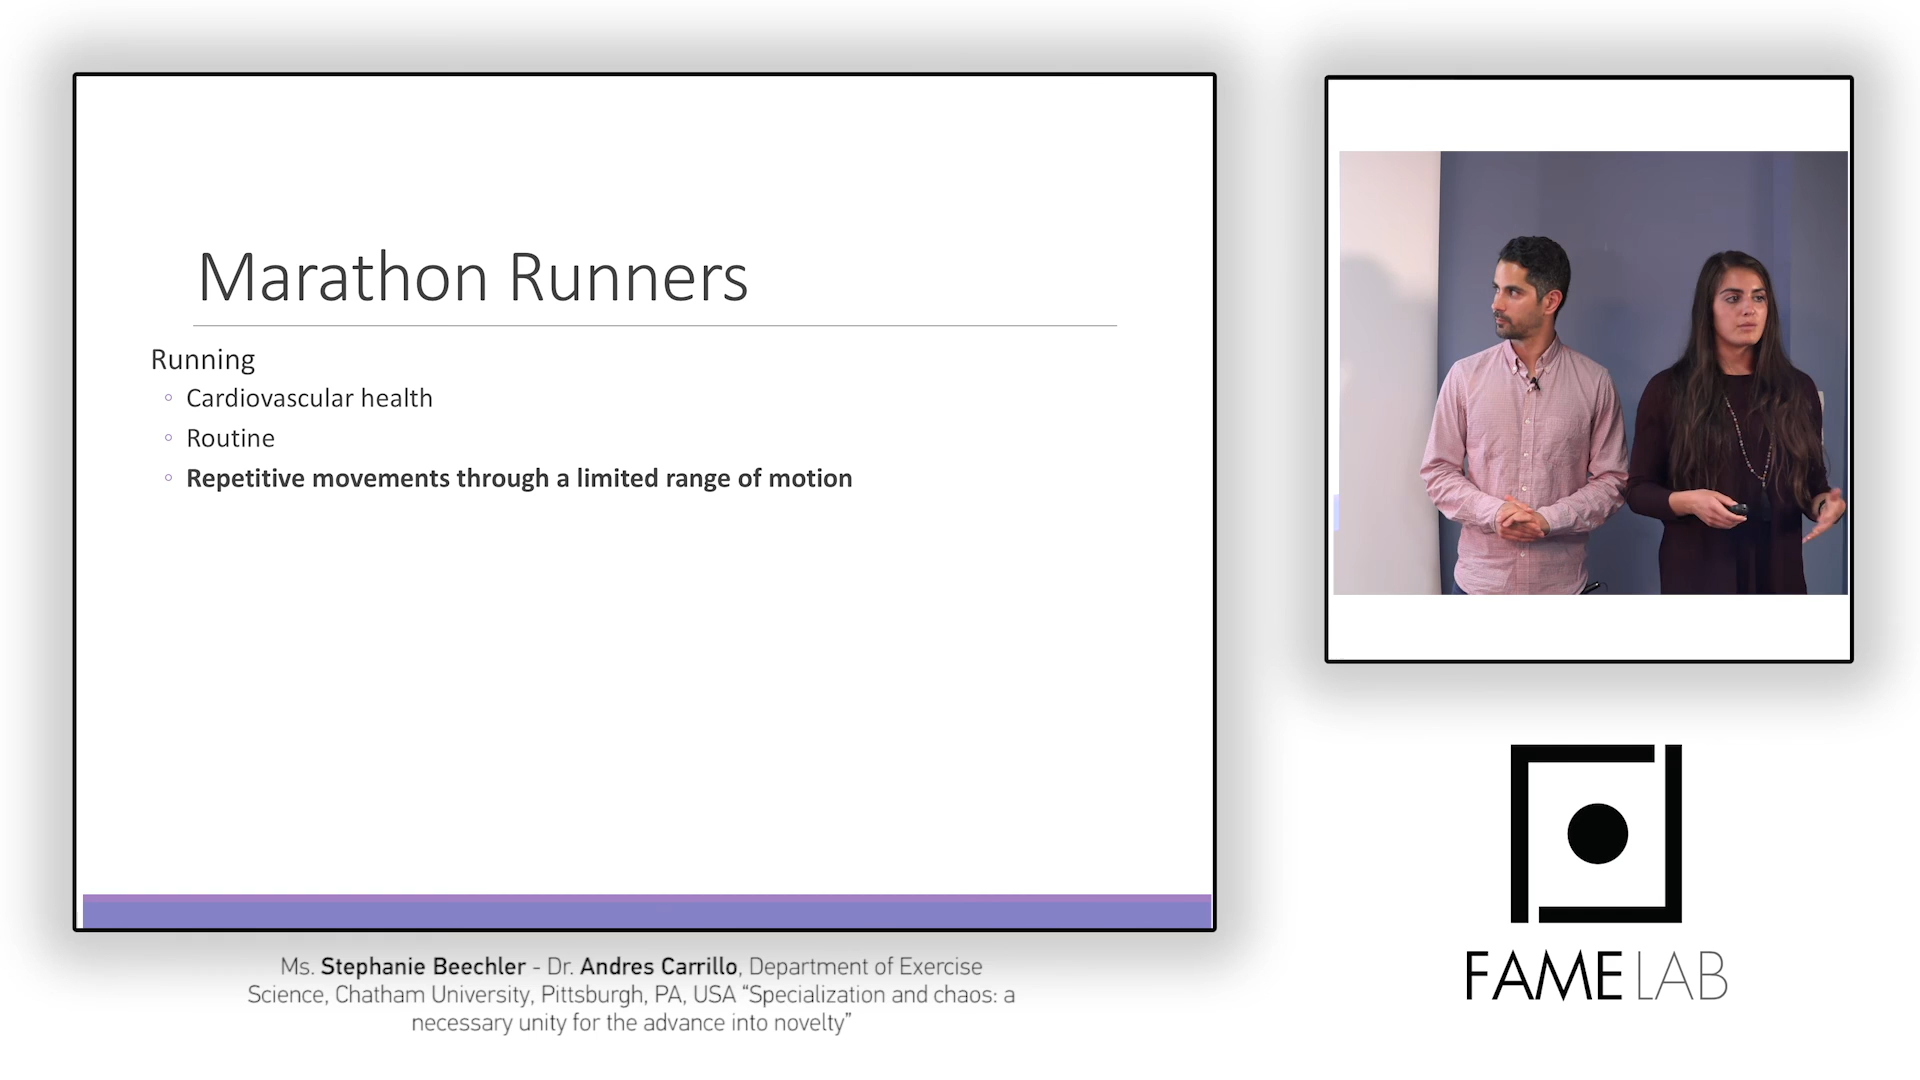 Marathon Runners
Running
◦ Cardiovascular health
◦ Routine
◦ Repetitive movements through a limited range of motion
Ms. Stephanie Beechler - Dr. Andres Carrillo, Department of Exercise
Science, Chatham University, Pittsburgh, PA, USA “Specialization and chaos: a
necessary unity for the advance into novelty”
FAME LAB